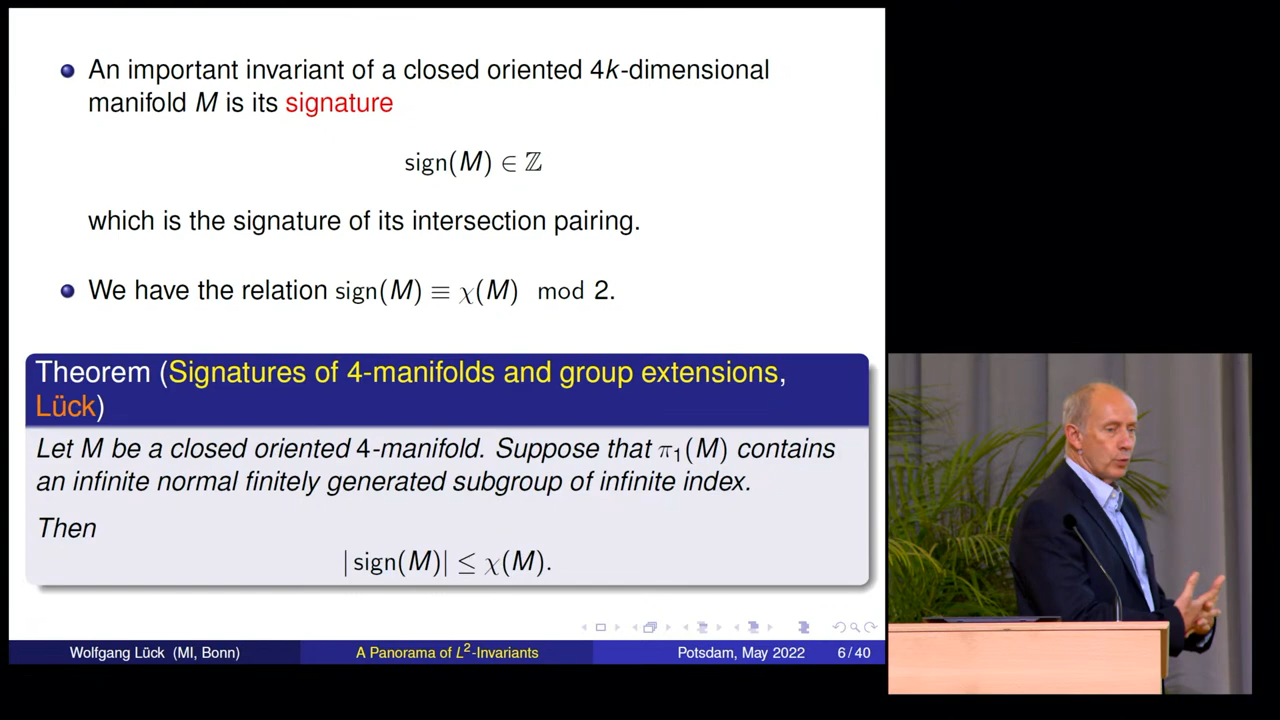 An important invariant of a closed oriented 4k-dimensional
manifold M is its signature
sign(M) ∈ ℤ
which is the signature of its intersection pairing.
We have the relation sign(M) ≡ χ(M) mod 2.
Theorem (Signatures of 4-manifolds and group extensions,
Lück)
Let M be a closed oriented 4-manifold. Suppose that π₁(M) contains
an infinite normal finitely generated subgroup of infinite index.
Then
| sign(M)| ≤ χ(M).
Wolfgang Lück (MI, Bonn) A Panorama of L²-Invariants Potsdam, May 2022 6 / 40